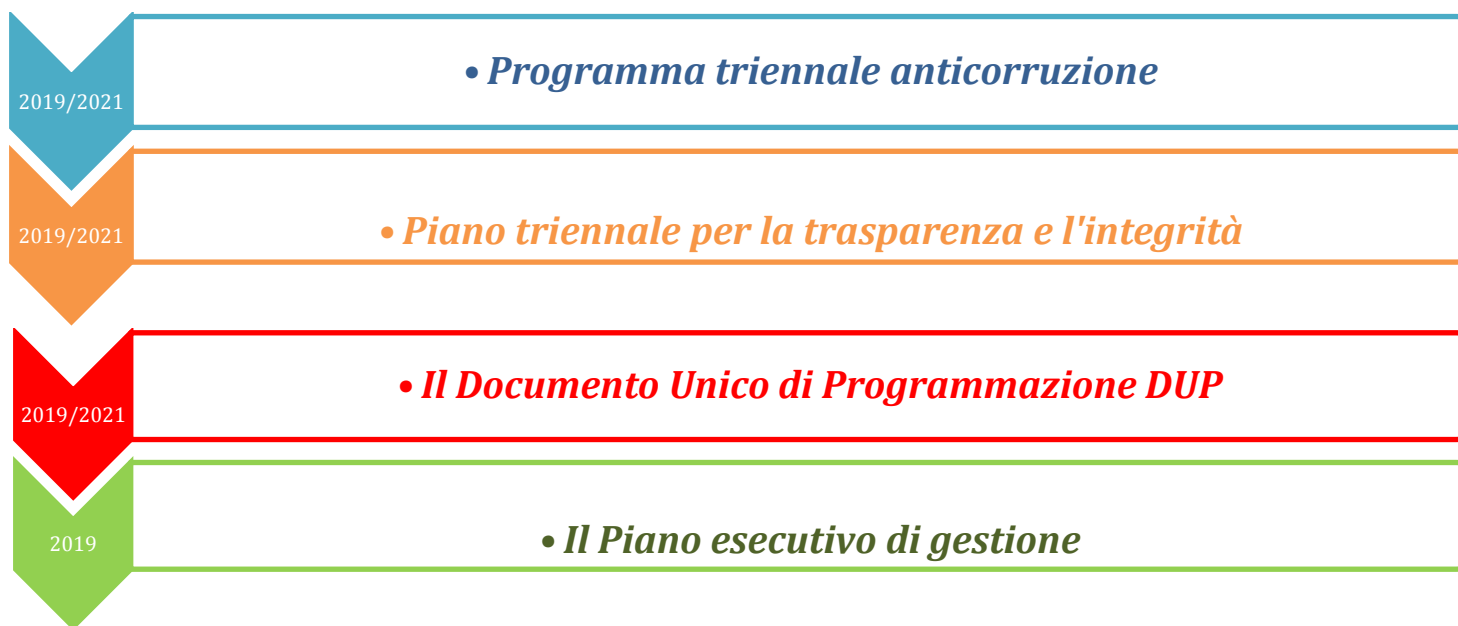 2019/2021
• Programma triennale anticorruzione
2019/2021
• Piano triennale per la trasparenza e l'integrità
2019/2021
• Il Documento Unico di Programmazione DUP
2019
• Il Piano esecutivo di gestione